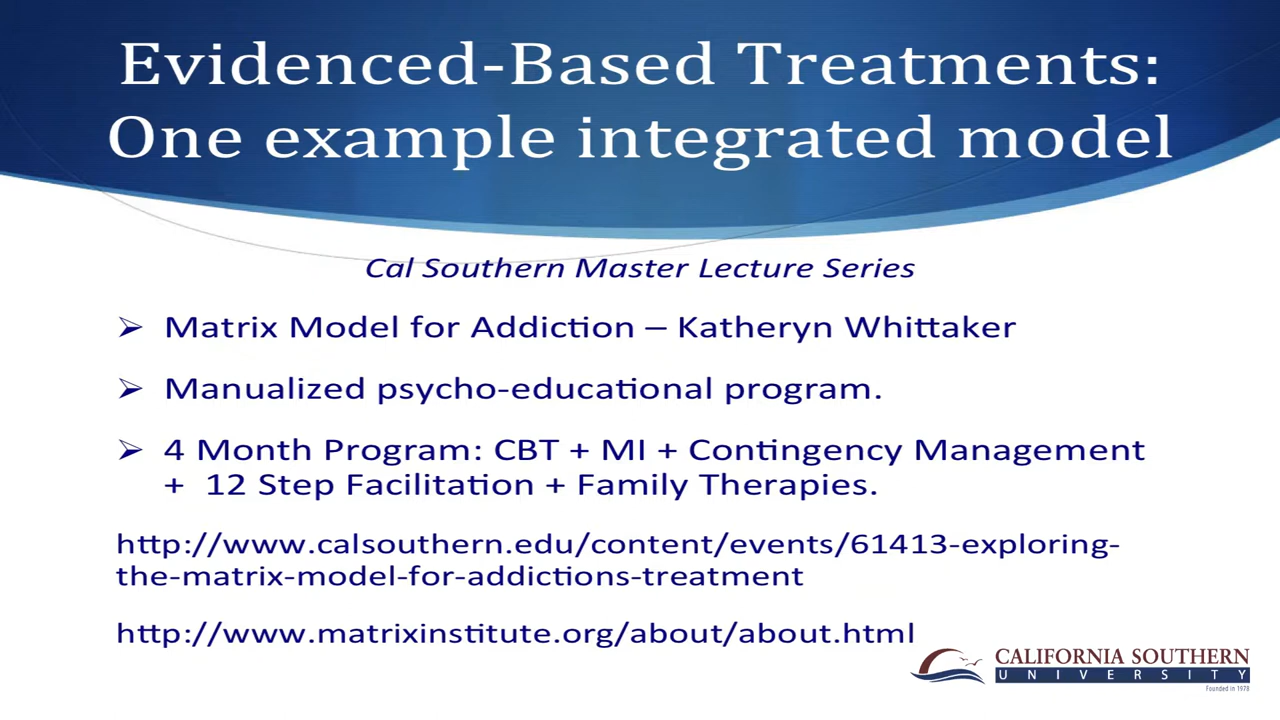 Evidenced-Based Treatments:
One example integrated model
Cal Southern Master Lecture Series
➢ Matrix Model for Addiction – Katheryn Whittaker
➢ Manualized psycho-educational program.
➢ 4 Month Program: CBT + MI + Contingency Management
+ 12 Step Facilitation + Family Therapies.
http://www.calsouthern.edu/content/events/61413-exploring-
the-matrix-model-for-addictions-treatment
http://www.matrixinstitute.org/about/about.html
CALIFORNIA SOUTHERN
UNIVERSITY
Founded in 1978